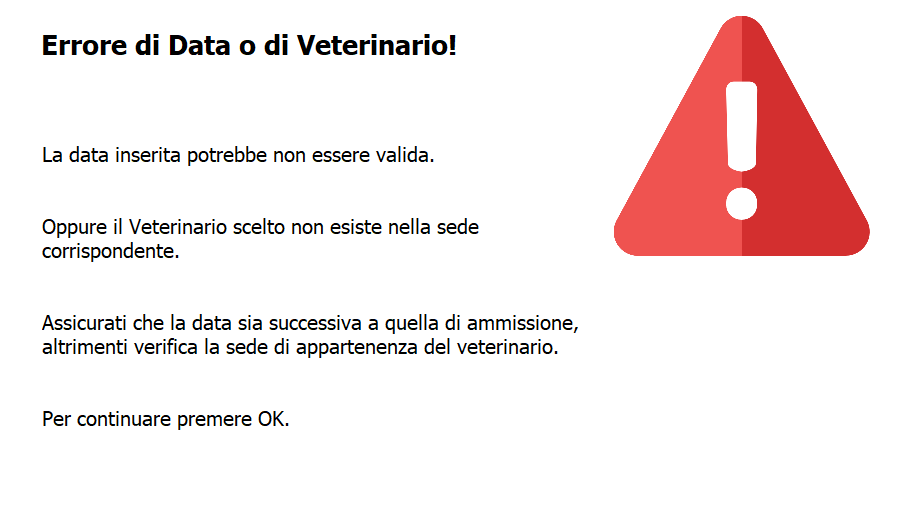 Errore di Data o di Veterinario!
La data inserita potrebbe non essere valida.
Oppure il Veterinario scelto non esiste nella sede
corrispondente.
Assicurati che la data sia successiva a quella di ammissione,
altrimenti verifica la sede di appartenenza del veterinario.
Per continuare premere OK.